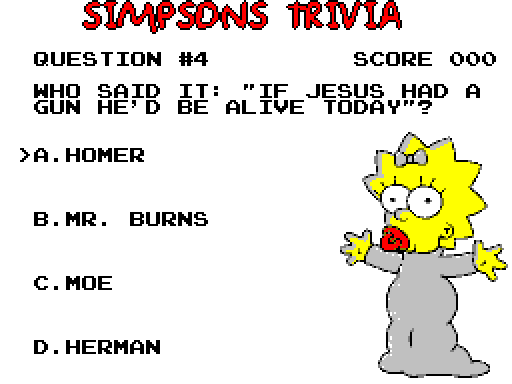 SIMPSONS TRIVIA
QUESTION #4 SCORE 000
WHO SAID IT: "IF JESUS HAD A
GUN HE'D BE ALIVE TODAY"?
>A.HOMER
B.MR. BURNS
C.MOE
D.HERMAN